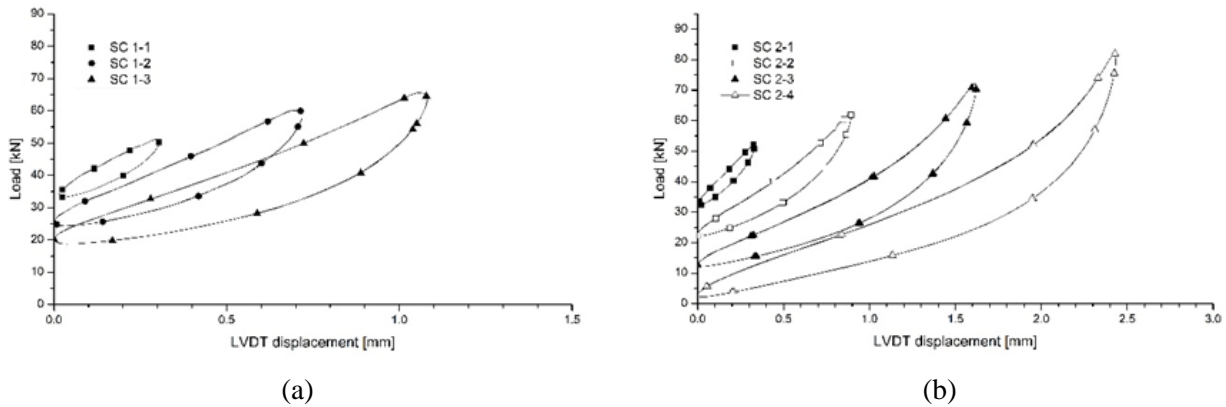 90
80
70
60
50
40
30
20
10
0
Load [kN]
SC 1-1
SC 1-2
SC 1-3
0.0 0.5 1.0 1.5
LVDT displacement [mm]
(a)
90
80
70
60
50
40
30
20
10
0
Load [kN]
SC 2-1
SC 2-2
SC 2-3
SC 2-4
0.0 0.5 1.0 1.5 2.0 2.5 3.0
LVDT displacement [mm]
(b)